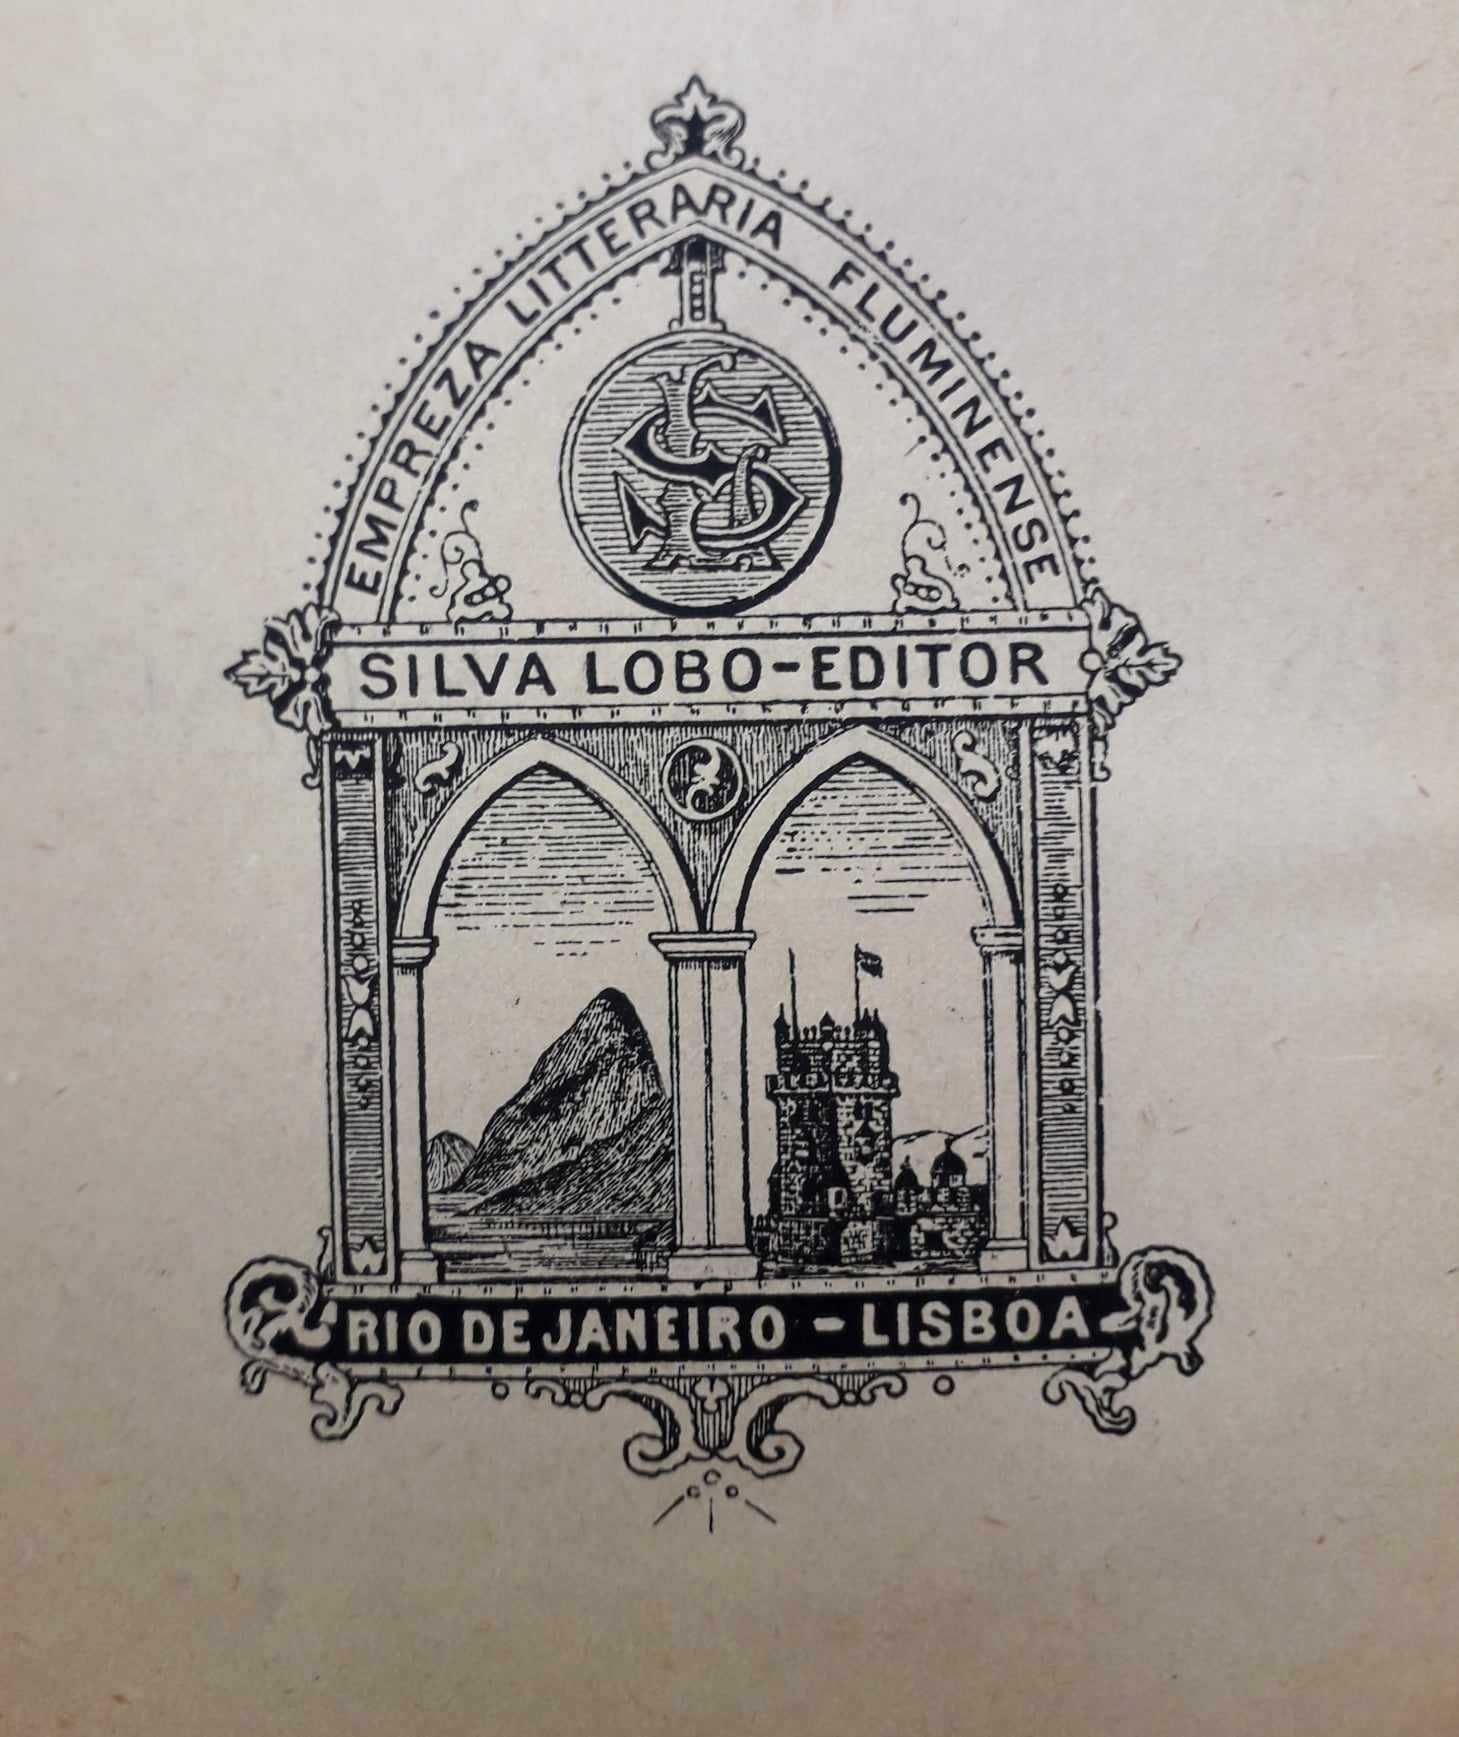 EMPREZA LITTERARIA FLUMINENSE
SILVA LOBO-EDITOR
RIO DE JANEIRO - LISBOA